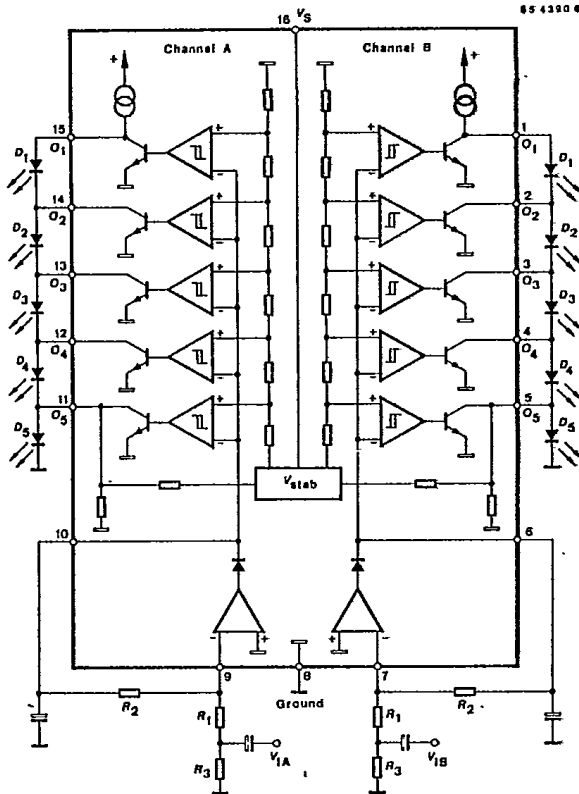 85 4390 6
16 VS
Channel A
Channel B
+
+
15
O1
1
O1
D1
D1
+
-
+
-
14
O2
2
O2
D2
D2
+
-
+
-
13
O3
3
O3
D3
D3
+
-
+
-
12
O4
4
O4
D4
D4
+
-
+
-
11
O5
5
O5
D5
D5
+
-
+
-
Vstab
10
6
-
+
+
-
9
8
7
Ground
R2
R1
R1
R2
R3
VIA
R3
VIB